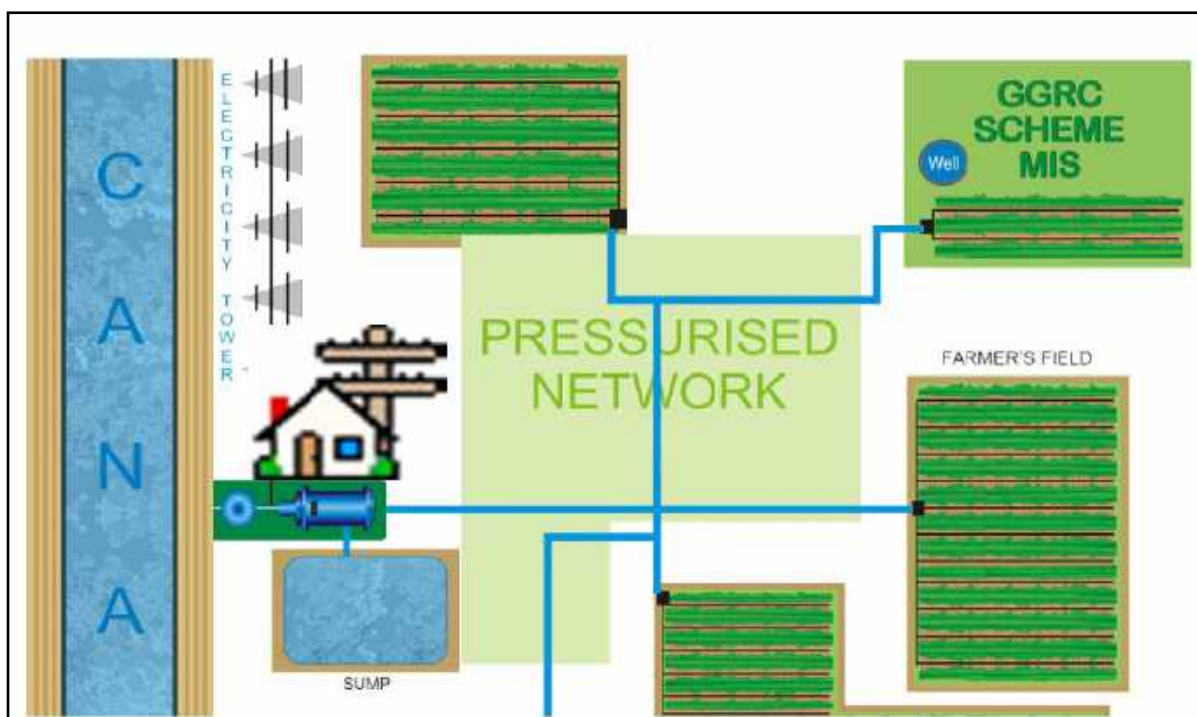 C
A
N
A
ELECTRICITY TOWER
GGRC
SCHEME
MIS
Well
PRESSURISED
NETWORK
FARMER'S FIELD
SUMP